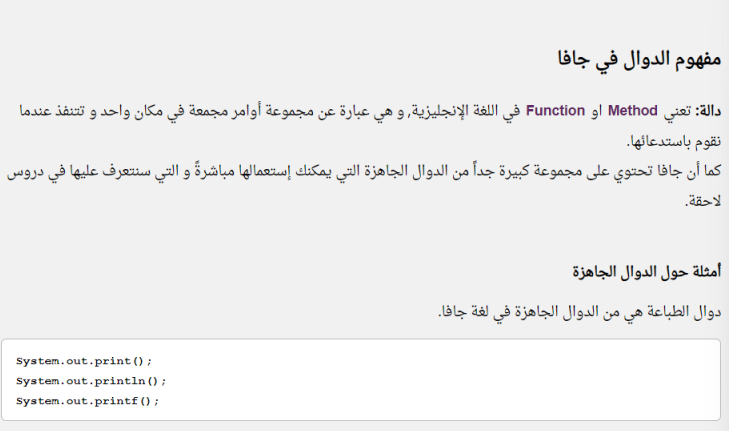 مفهوم الدوال في جافا
دالة: تعني Method او Function في اللغة الإنجليزية, و هي عبارة عن مجموعة أوامر مجمعة في مكان واحد و تتنفذ عندما
نقوم باستدعائها.
كما أن جافا تحتوي على مجموعة كبيرة جداً من الدوال الجاهزة التي يمكنك إستعمالها مباشرةً و التي سنتعرف عليها في دروس
لاحقة.
أمثلة حول الدوال الجاهزة
دوال الطباعة هي من الدوال الجاهزة في لغة جافا.
System.out.print();
System.out.println();
System.out.printf();